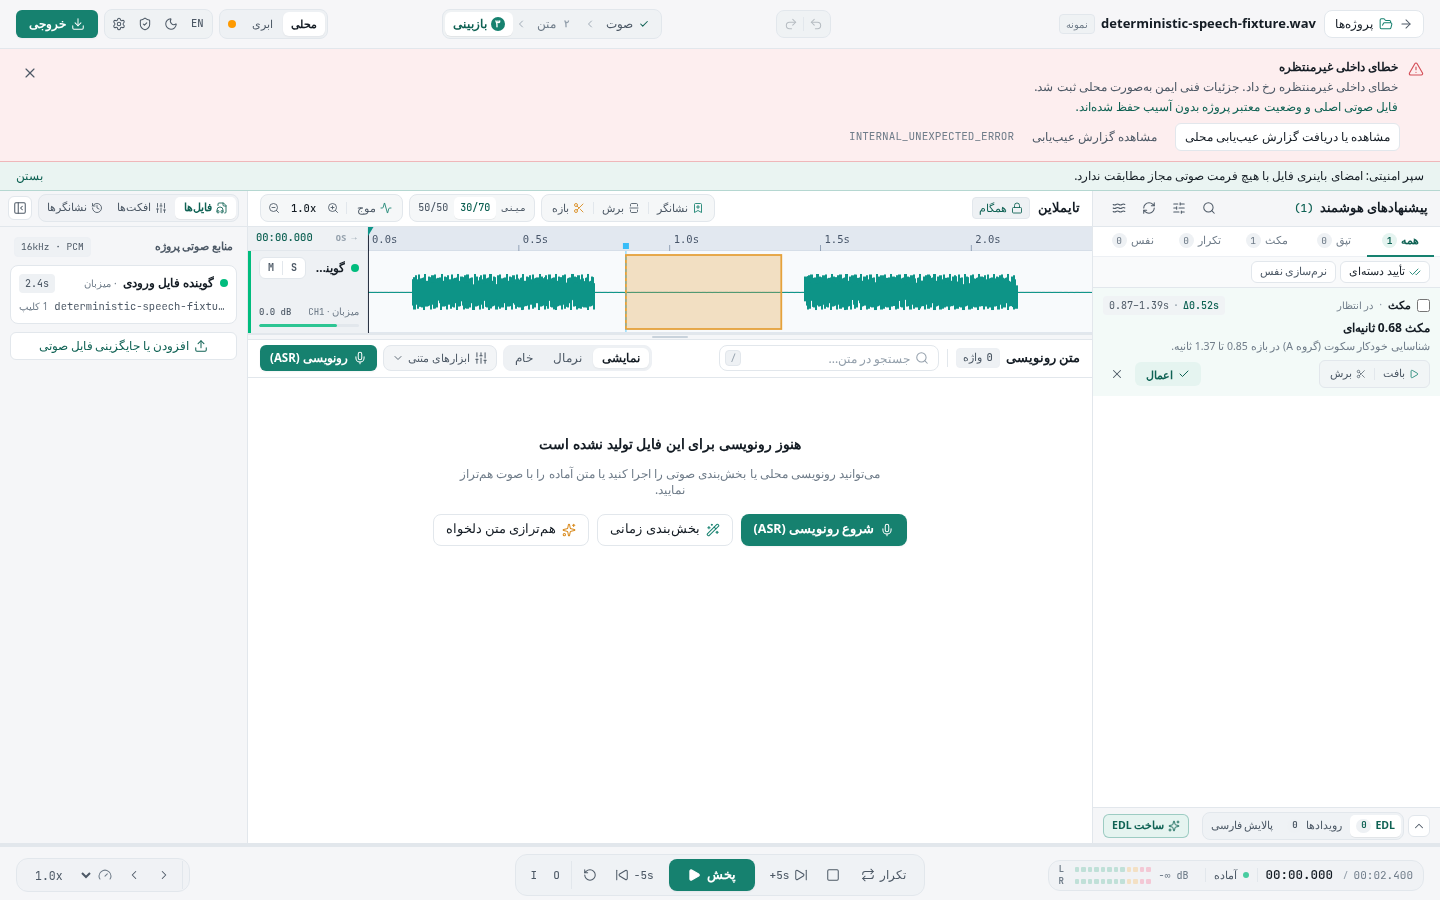 پروژه‌ها
deterministic-speech-fixture.wav
نمونه
صوت
۲ متن
۳ بازبینی
محلی
ابری
EN
خروجی
خطای داخلی غیرمنتظره
خطای داخلی غیرمنتظره رخ داد. جزئیات فنی ایمن به‌صورت محلی ثبت شد.
فایل صوتی اصلی و وضعیت معتبر پروژه بدون آسیب حفظ شده‌اند.
مشاهده یا دریافت گزارش عیب‌یابی محلی
مشاهده گزارش عیب‌یابی
INTERNAL_UNEXPECTED_ERROR
سپر امنیتی: امضای باینری فایل با هیچ فرمت صوتی مجاز مطابقت ندارد.
بستن
پیشنهادهای هوشمند (1)
همه 1
تپق 0
مکث 1
تکرار 0
نفس 0
تأیید دسته‌ای
نرم‌سازی نفس
مکث · در انتظار
0.87–1.39s · Δ0.52s
مکث 0.68 ثانیه‌ای
شناسایی خودکار سکوت (گروه A) در بازه 0.85 تا 1.37 ثانیه.
بافت
برش
اعمال
EDL 0
رویدادها 0
پالایش فارسی
ساخت EDL
تایملاین
همگام
نشانگر
برش
بازه
مینی
30/70
50/50
موج
1.0x
00:00.000
0s →
0.0s
0.5s
1.0s
1.5s
2.0s
گویند...
S
M
میزبان · CH1
0.0 dB
متن رونویسی
0 واژه
جستجو در متن...
/
نمایشی
نرمال
خام
ابزارهای متنی
رونویسی (ASR)
هنوز رونویسی برای این فایل تولید نشده است
می‌توانید رونویسی محلی یا بخش‌بندی صوتی را اجرا کنید یا متن آماده را با صوت هم‌تراز
نمایید.
شروع رونویسی (ASR)
بخش‌بندی زمانی
هم‌ترازی متن دلخواه
فایل‌ها
افکت‌ها
نشانگرها
منابع صوتی پروژه
16kHz · PCM
گوینده فایل ورودی · میزبان
2.4s
deterministic-speech-fixtu…
1 کلیپ
افزودن یا جایگزینی فایل صوتی
L
R
-∞ dB
آماده
00:00.000
/ 00:02.400
تکرار
+5s
پخش
-5s
O
I
1.0x